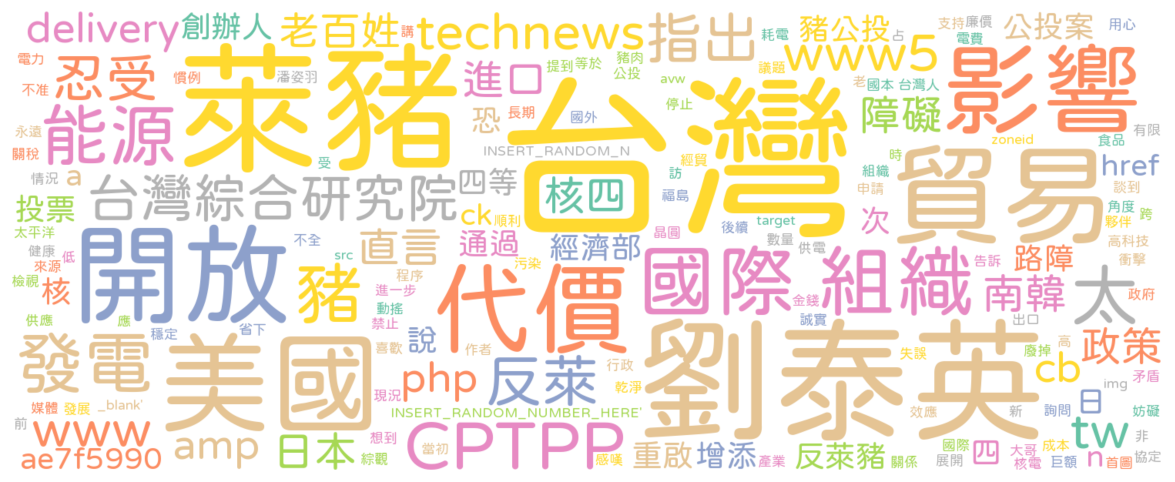 delivery
創辦人
老百姓
講
technews
指出
耗電
豬公投
支持
廉價
公投案
用心
電力
忍受
慣例
潘姿羽
萊豬
進口
提到
等於
豬肉
公投
www5
議題
占
電費
影響
不准
avw
老
國本
台灣人
永遠
能源
恐
長期
國外
停止
台灣
障礙
食品
有限
關稅
受
INSERT_RANDOM_N
zoneid
情況
a
台灣綜合研究院
四
等
核四
經貿
訪
福島
組織
申請
時
貿易
談到
href
投票
太平洋
ck
順利
target
次
角度
跨
夥伴
健康
低
開放
不全
直言
通過
經濟部
晶圓
後續
數量
供電
高科技
衝擊
來源
src
豬
程序
污染
代價
國際組織
告訴
路障
太
檢視
核
進一步
動搖
金錢
南韓
政府
供應
應
穩定
省下
禁止
誠實
出口
發電
美國
喜歡
說
作者
反萊
行政
劉泰英
失誤
高
廢掉
政策
現況
php
乾淨
cb
img
矛盾
媒體
發展
_blank'
INSERT_RANDOM_NUMBER_HERE'
效應
新
詢問
日
妨礙
前
www
amp
日本
想到
當初
CPTPP
重啟
增添
反萊豬
國際
四
大哥
成本
tw
非
ae7f5990
綜觀
感嘆
產業
關係
展開
核電
巨額
n
首圖
協定